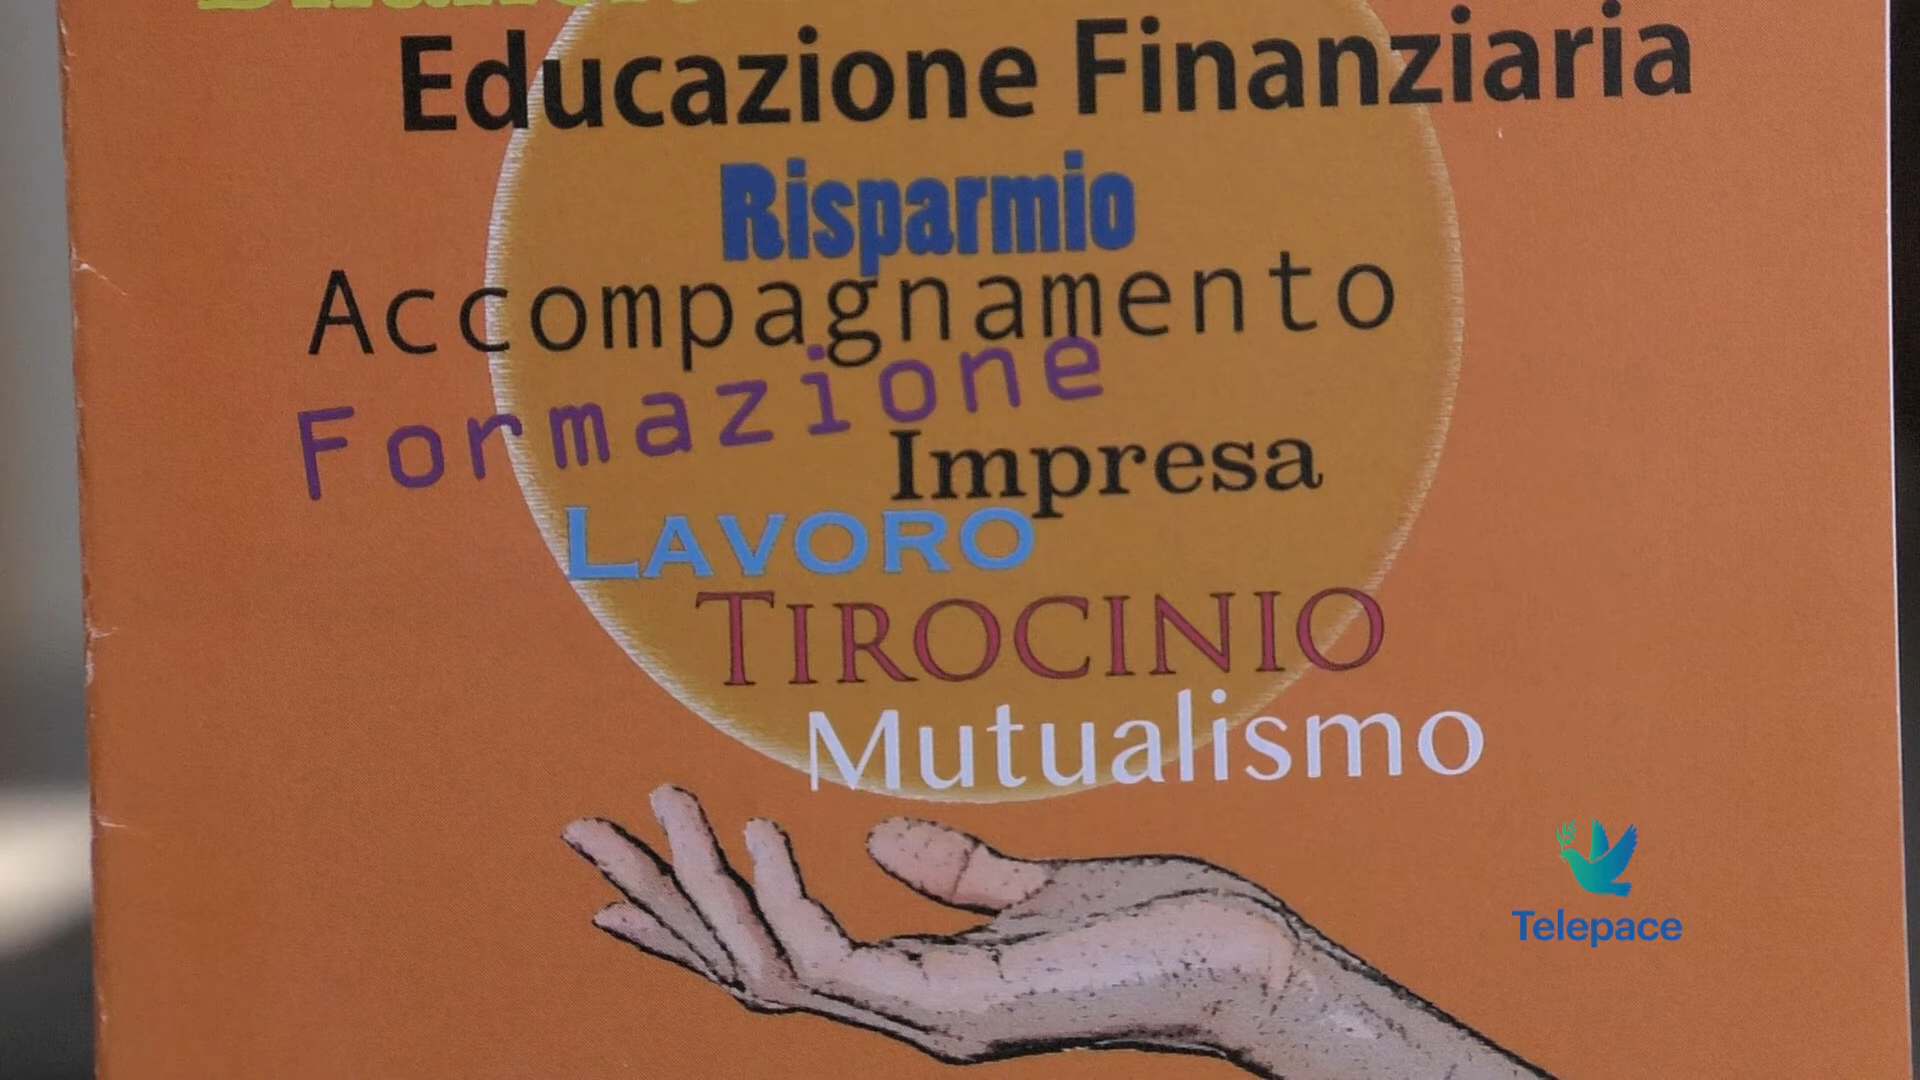 Educazione Finanziaria
Risparmio
Accompagnamento
Formazione
Impresa
LAVORO
TIROCINIO
Mutualismo
Telepace